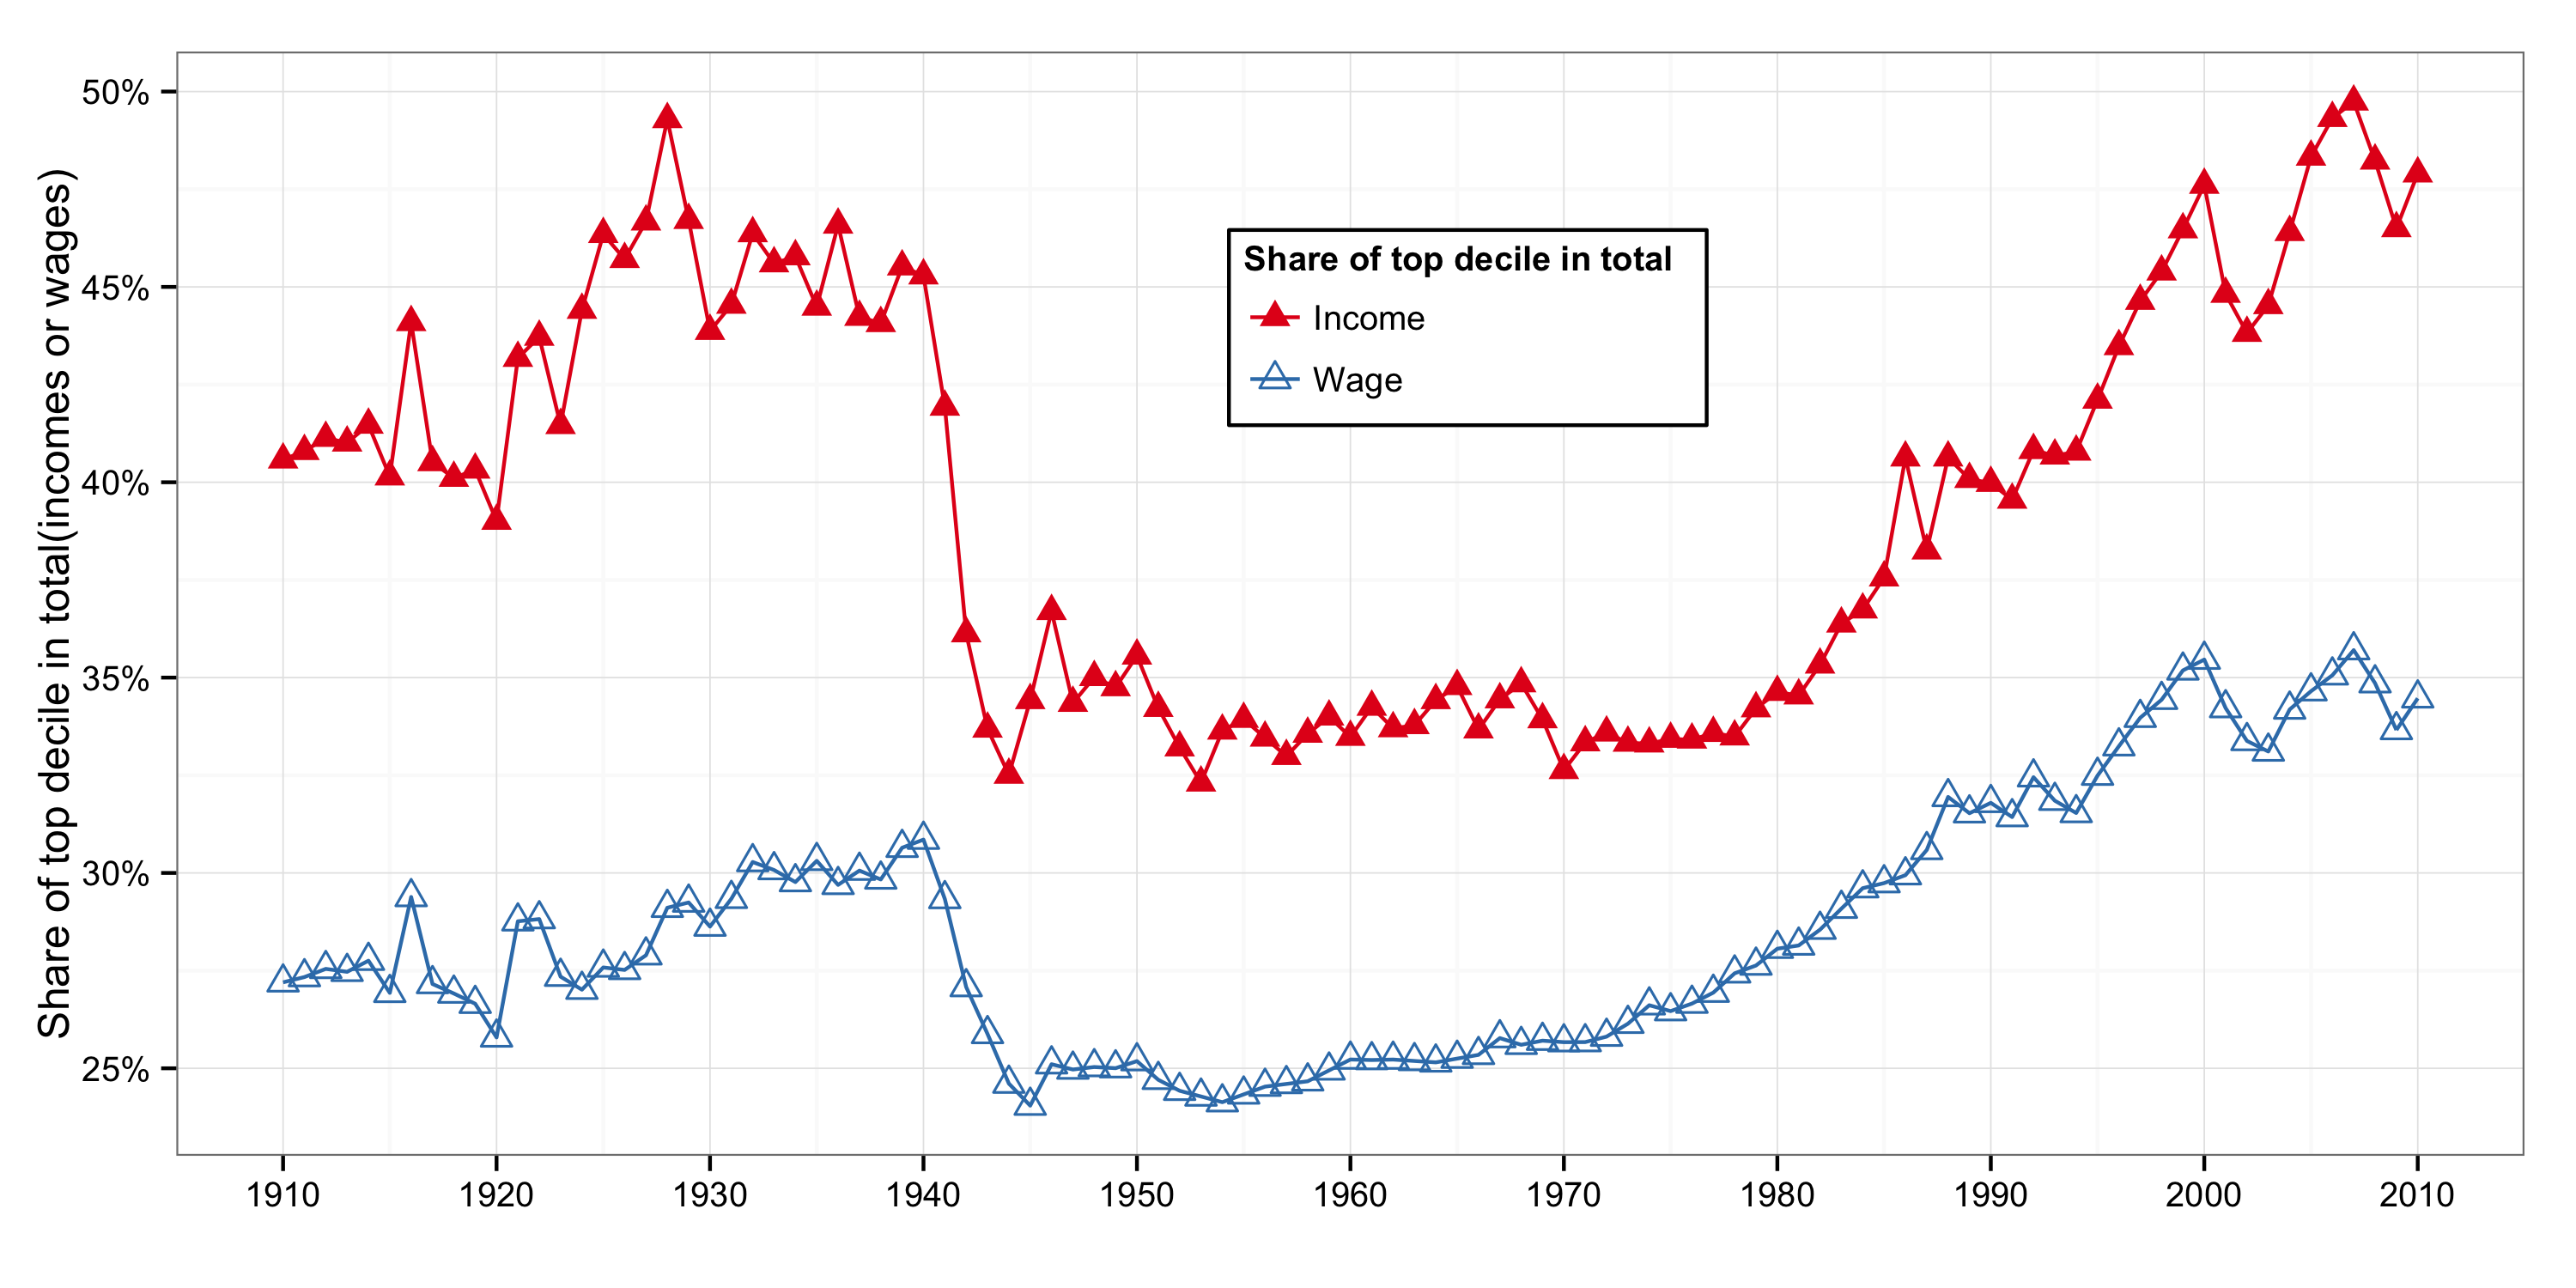 Share of top decile in total(incomes or wages)
50%
45%
40%
35%
30%
25%
Share of top decile in total
Income
Wage
1910 1920 1930 1940 1950 1960 1970 1980 1990 2000 2010